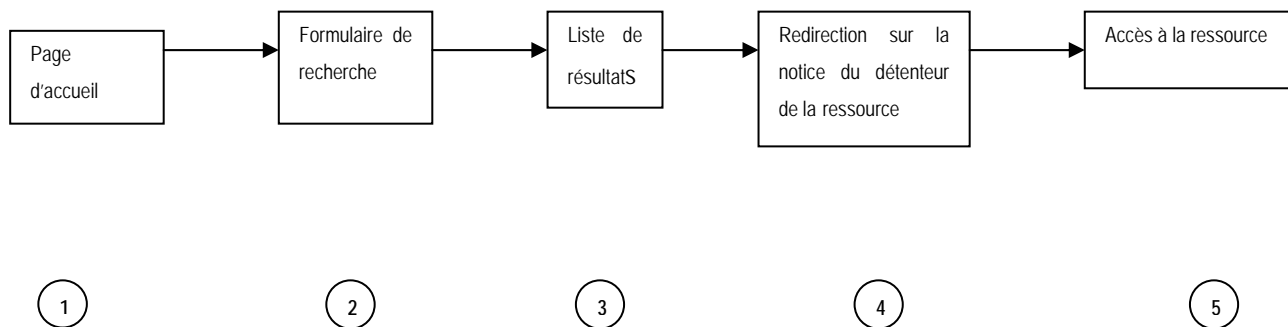 Page
d'accueil
Formulaire de
recherche
Liste de
résultatS
Redirection sur la
notice du détenteur
de la ressource
Accès à la ressource
1
2
3
4
5